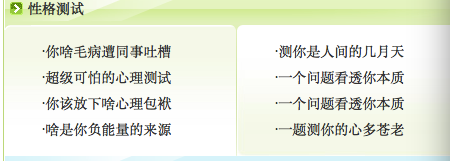 性格测试
·你啥毛病遭同事吐槽
·超级可怕的心理测试
·你该放下啥心理包袱
·啥是你负能量的来源
·测你是人间的几月天
·一个问题看透你本质
·一个问题看透你本质
·一题测你的心多苍老